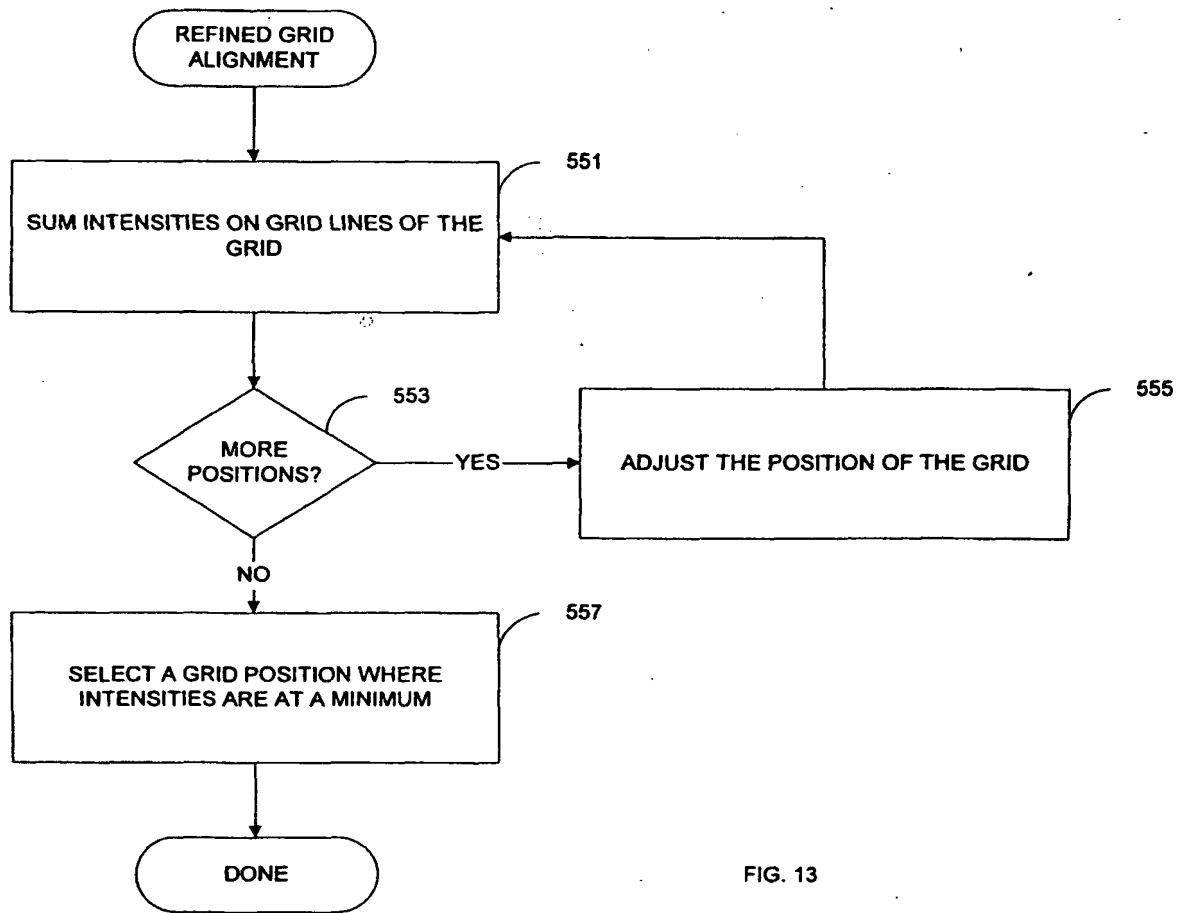 REFINED GRID
ALIGNMENT
551
SUM INTENSITIES ON GRID LINES OF THE
GRID
553
MORE
POSITIONS?
YES
555
ADJUST THE POSITION OF THE GRID
NO
557
SELECT A GRID POSITION WHERE
INTENSITIES ARE AT A MINIMUM
DONE
FIG. 13